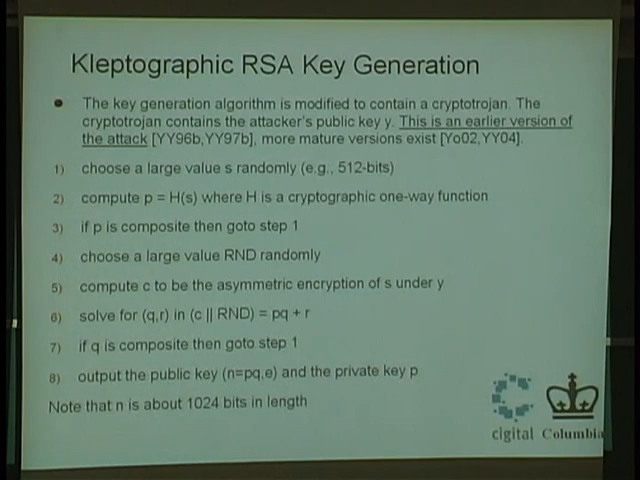 Kleptographic RSA Key Generation
• The key generation algorithm is modified to contain a cryptotrojan. The
cryptotrojan contains the attacker's public key y. This is an earlier version of
the attack [YY96b,YY97b], more mature versions exist [Yo02,YY04].
1) choose a large value s randomly (e.g., 512-bits)
2) compute p = H(s) where H is a cryptographic one-way function
3) if p is composite then goto step 1
4) choose a large value RND randomly
5) compute c to be the asymmetric encryption of s under y
6) solve for (q,r) in (c || RND) = pq + r
7) if q is composite then goto step 1
8) output the public key (n=pq,e) and the private key p
Note that n is about 1024 bits in length
cigital Columbia